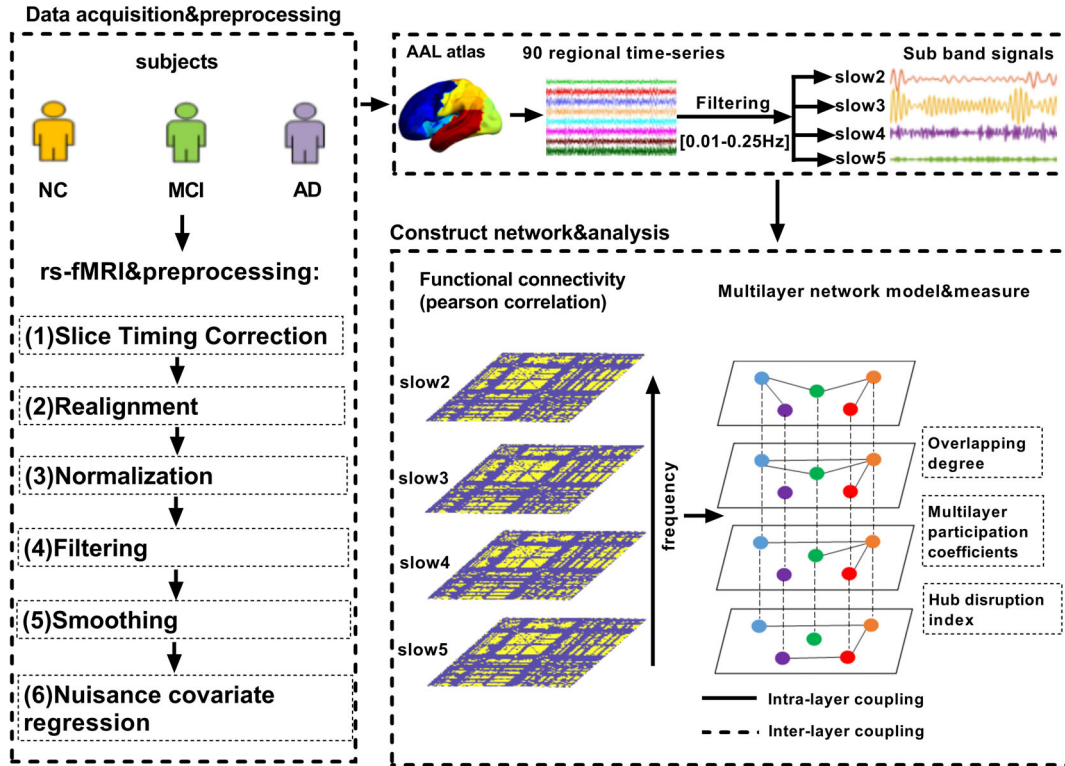 Data acquisition&preprocessing
subjects
NC
MCI
AD
rs-fMRI&preprocessing:
(1)Slice Timing Correction
(2)Realignment
(3)Normalization
(4)Filtering
(5)Smoothing
(6)Nuisance covariate
regression
AAL atlas
90 regional time-series
Filtering
[0.01-0.25Hz]
Sub band signals
slow2
slow3
slow4
slow5
Construct network&analysis
Functional connectivity
(pearson correlation)
slow2
slow3
slow4
slow5
frequency
Multilayer network model&measure
Overlapping
degree
Multilayer
participation
coefficients
Hub disruption
index
Intra-layer coupling
Inter-layer coupling